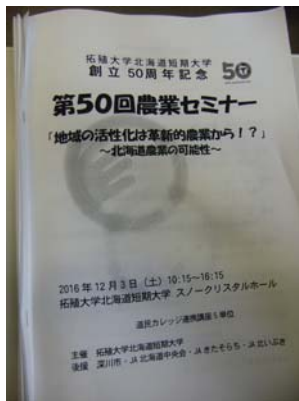 拓殖大学北海道短期大学
創立50周年記念 50
第50回農業セミナー
「地域の活性化は革新的農業から!?」
～北海道農業の可能性～
2016年12月3日（土）10:15～16:15
拓殖大学北海道短期大学 スノークリスタルホール
道民カレッジ連携講座5単位
主催 拓殖大学北海道短期大学
後援 深川市・JA北海道中央会・JAきたそらち・JA北いぶき